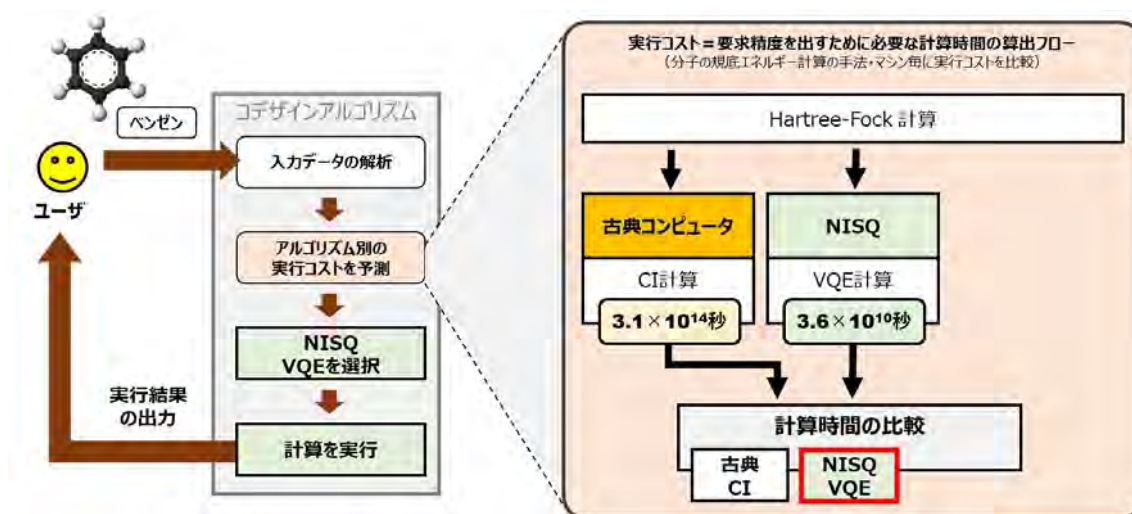 ベンゼン
ユーザ
コデザインアルゴリズム
入力データの解析
アルゴリズム別の
実行コストを予測
NISQ
VQEを選択
計算を実行
実行結果
の出力
実行コスト＝要求精度を出すために必要な計算時間の算出フロー
（分子の規底エネルギー計算の手法・マシン毎に実行コストを比較）
Hartree-Fock 計算
古典コンピュータ
CI計算
3.1×10¹⁴秒
NISQ
VQE計算
3.6×10¹⁰秒
計算時間の比較
古典
CI
NISQ
VQE